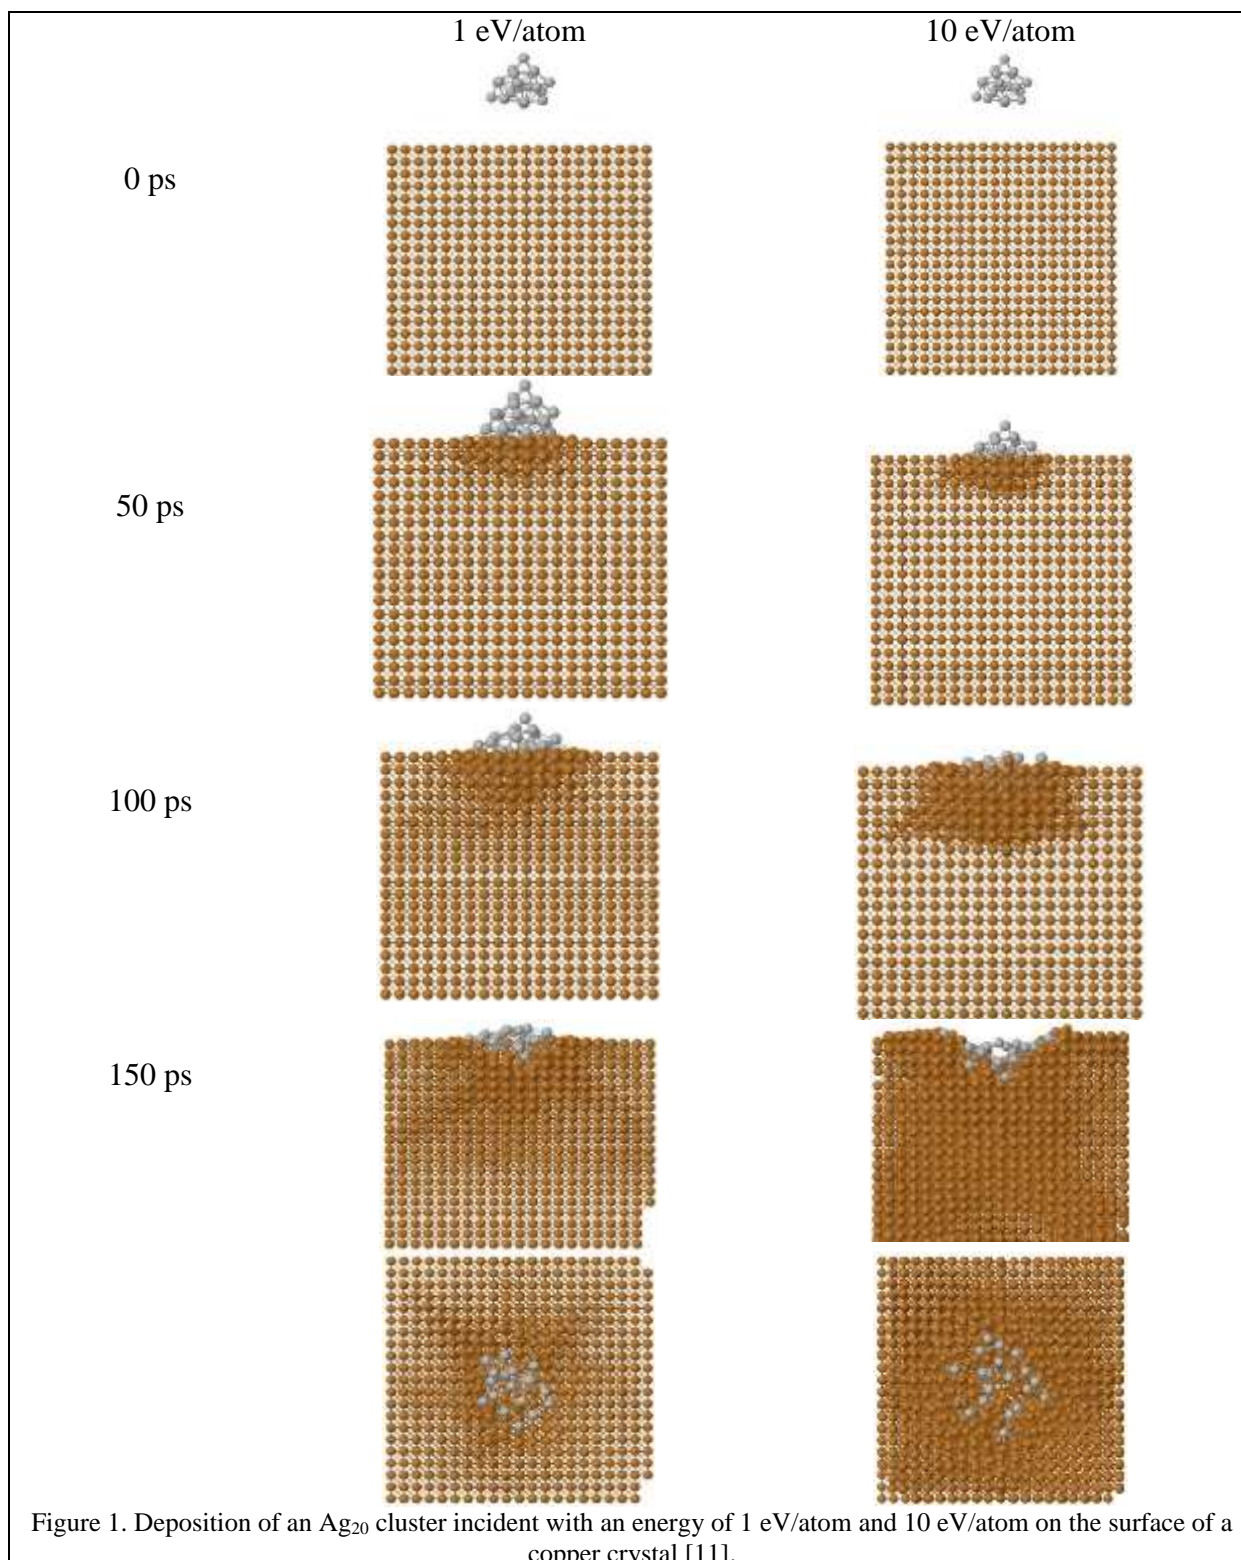 1 eV/atom 10 eV/atom
0 ps
50 ps
100 ps
150 ps
Figure 1. Deposition of an Ag₂₀ cluster incident with an energy of 1 eV/atom and 10 eV/atom on the surface of a
copper crystal [11].